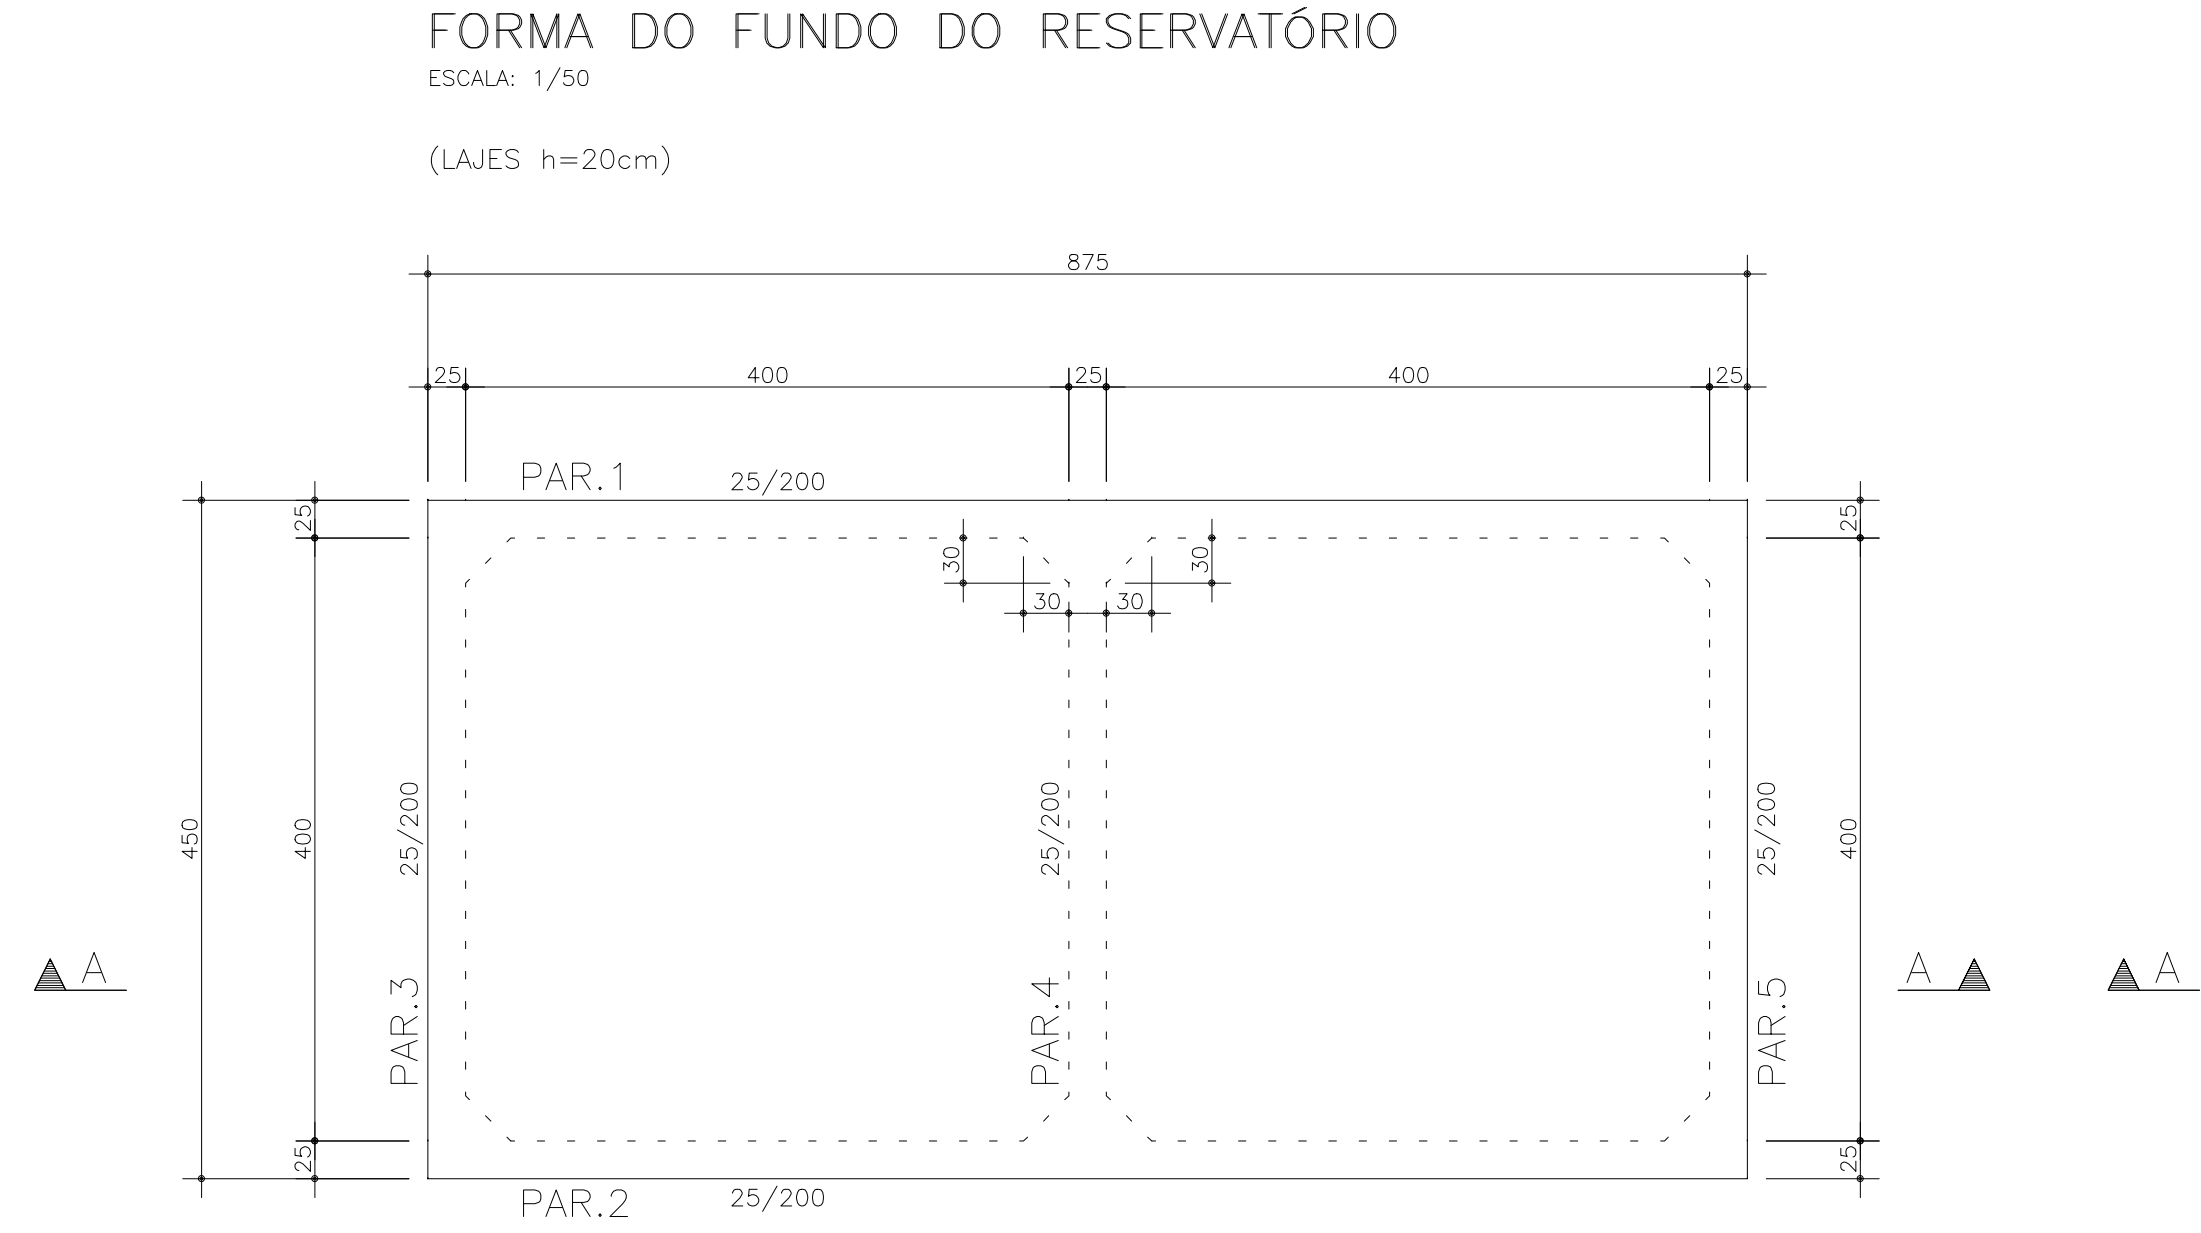 FORMA DO FUNDO DO RESERVATÓRIO
ESCALA: 1/50
(LAJES h=20cm)
875
25 400 25 400 25
PAR.1 25/200
25 25
30 30
30 30
25/200 25/200 25/200
450 400 400
A A A
PAR.3 PAR.4 PAR.5
25 25
PAR.2 25/200